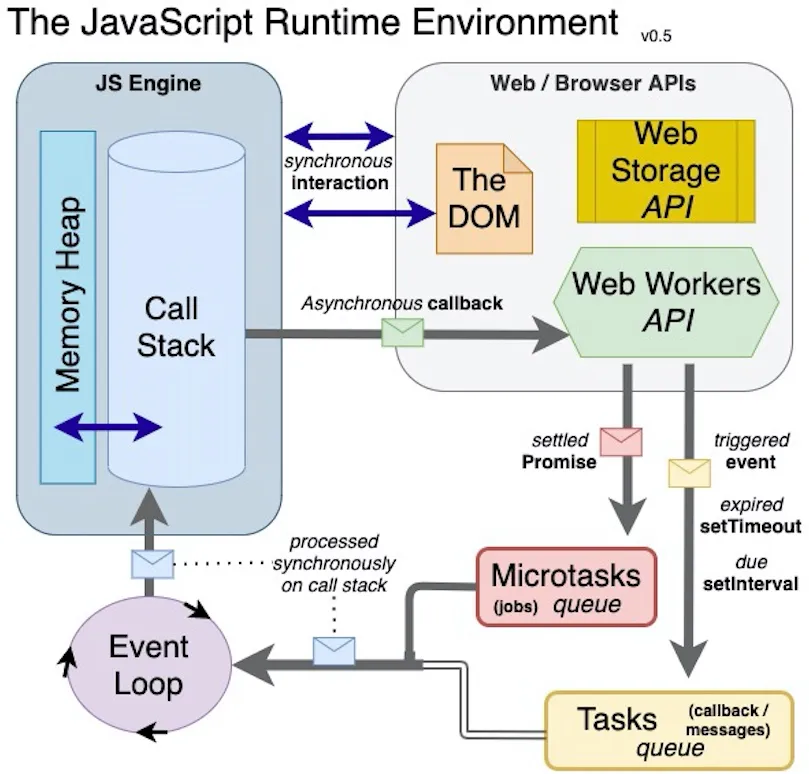 The JavaScript Runtime Environment v0.5
JS Engine
Memory Heap
Call
Stack
synchronous
interaction
Web / Browser APIs
The
DOM
Web
Storage
API
Asynchronous callback
Web Workers
API
settled
Promise
triggered
event
expired
setTimeout
due
setInterval
processed
synchronously
on call stack
Microtasks
(jobs) queue
Event
Loop
Tasks (callback /
messages)
queue